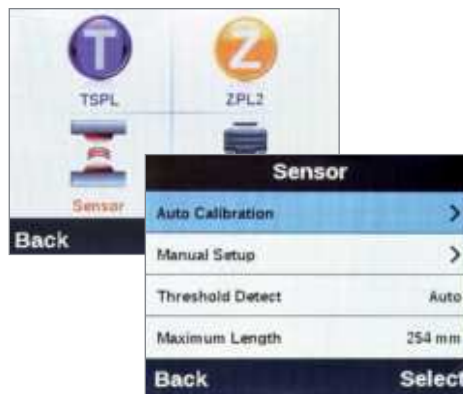 T
Z
TSPL
ZPL2
Sensor
Back
Sensor
Auto Calibration
Manual Setup
Threshold Detect Auto
Maximum Length 254 mm
Back Select